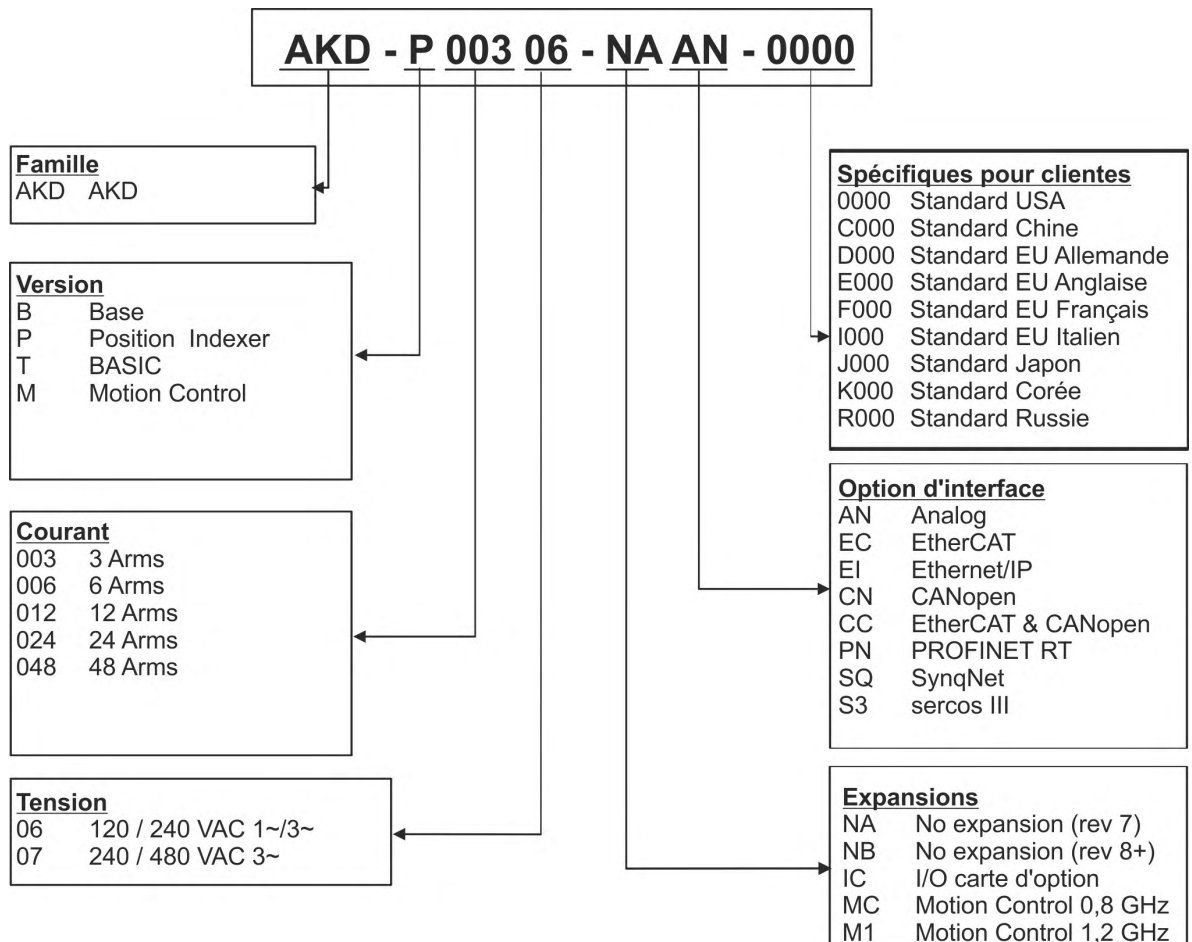 AKD - P 003 06 - NA AN - 0000
Famille
AKD AKD
Version
B Base
P Position Indexer
T BASIC
M Motion Control
Courant
003 3 Arms
006 6 Arms
012 12 Arms
024 24 Arms
048 48 Arms
Tension
06 120 / 240 VAC 1~/3~
07 240 / 480 VAC 3~
Spécifiques pour clientes
0000 Standard USA
C000 Standard Chine
D000 Standard EU Allemande
E000 Standard EU Anglaise
F000 Standard EU Français
I000 Standard EU Italien
J000 Standard Japon
K000 Standard Corée
R000 Standard Russie
Option d'interface
AN Analog
EC EtherCAT
EI Ethernet/IP
CN CANopen
CC EtherCAT & CANopen
PN PROFINET RT
SQ SynqNet
S3 sercos III
Expansions
NA No expansion (rev 7)
NB No expansion (rev 8+)
IC I/O carte d'option
MC Motion Control 0,8 GHz
M1 Motion Control 1,2 GHz